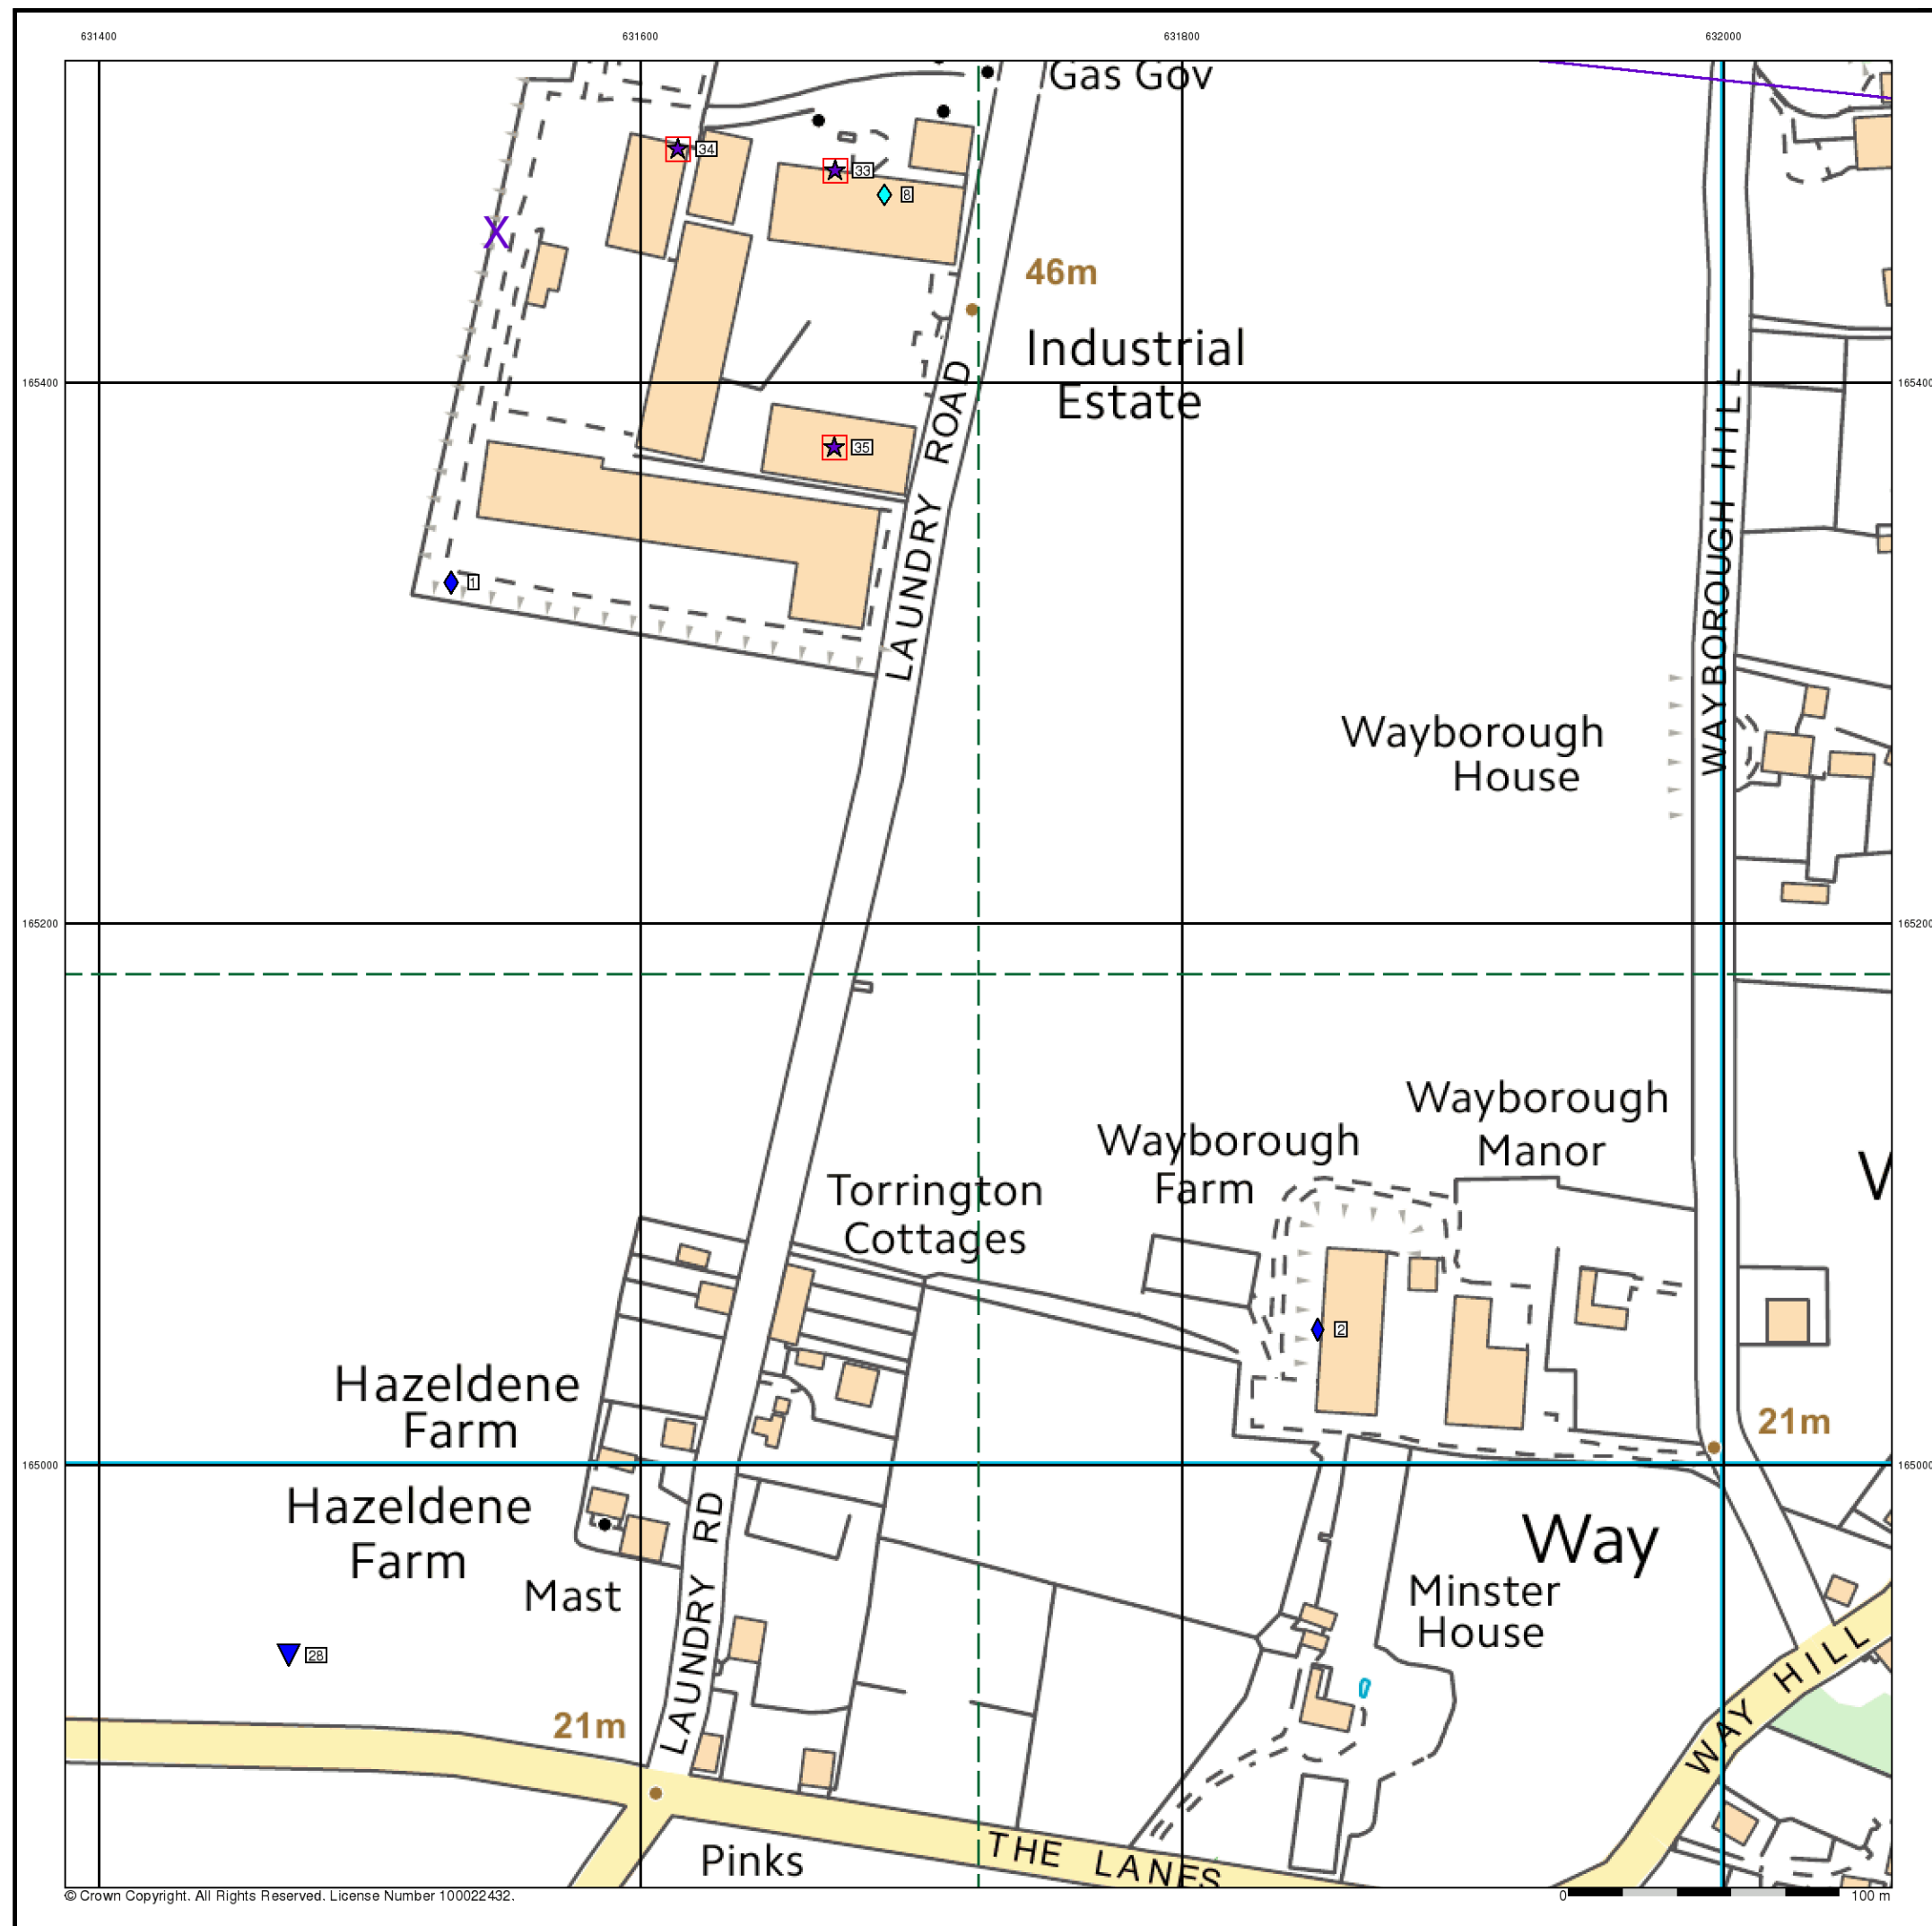 631400
631600
631800
632000
Gas Gov
34
33
8
46m
Industrial
Estate
165400
165400
LAUNDRY ROAD
WAYBOROUGH HILL
35
1
Wayborough
House
165200
165200
Wayborough
Manor
Wayborough
Farm
Torrington
Cottages
2
Hazeldene
Farm
21m
165000
165000
Hazeldene
Farm
LAUNDRY RD
Way
Mast
Minster
House
28
21m
WAY HILL
THE LANES
Pinks
© Crown Copyright. All Rights Reserved. License Number 100022432.
0
100 m